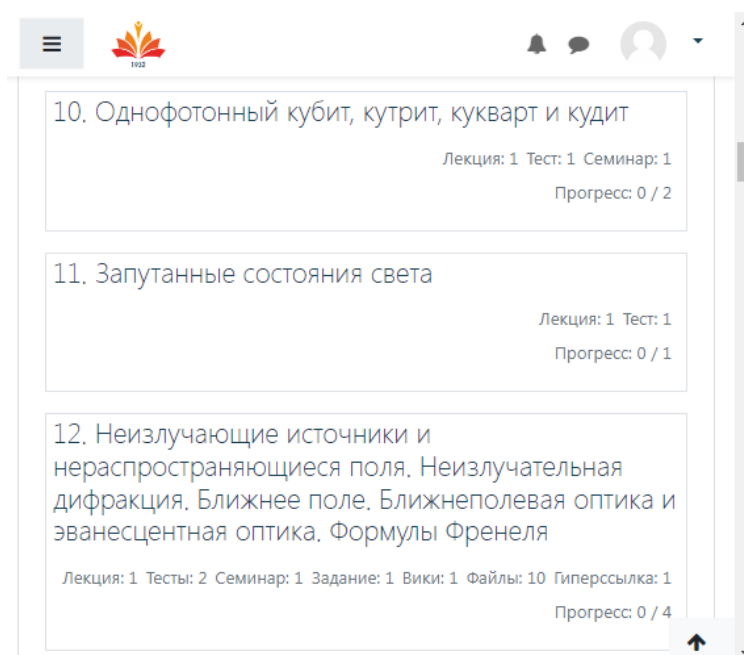 1932
10. Однофотонный кубит, кутрит, кукварт и кудит
Лекция: 1 Тест: 1 Семинар: 1
Прогресс: 0 / 2
11. Запутанные состояния света
Лекция: 1 Тест: 1
Прогресс: 0 / 1
12. Неизлучающие источники и
нераспространяющиеся поля. Неизлучательная
дифракция. Ближнее поле. Ближнеполевая оптика и
эванесцентная оптика. Формулы Френеля
Лекция: 1 Тесты: 2 Семинар: 1 Задание: 1 Вики: 1 Файлы: 10 Гиперссылка: 1
Прогресс: 0 / 4